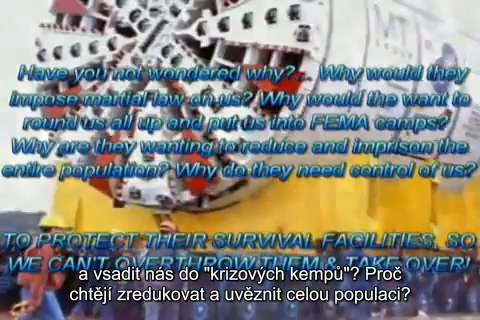 Have you not wondered why?... Why would they
impose martial law on us? Why would the want to
round us all up and put us into FEMA camps?
Why are they wanting to reduce and imprison the
entire population? Why do they need control of us?
TO PROTECT THEIR SURVIVAL FACILITIES, SO
WE CAN'T OVERTHROW THEM & TAKE OVER!
a vsadit nás do "krizových kempů"? Proč
chtějí zredukovat a uvěznit celou populaci?